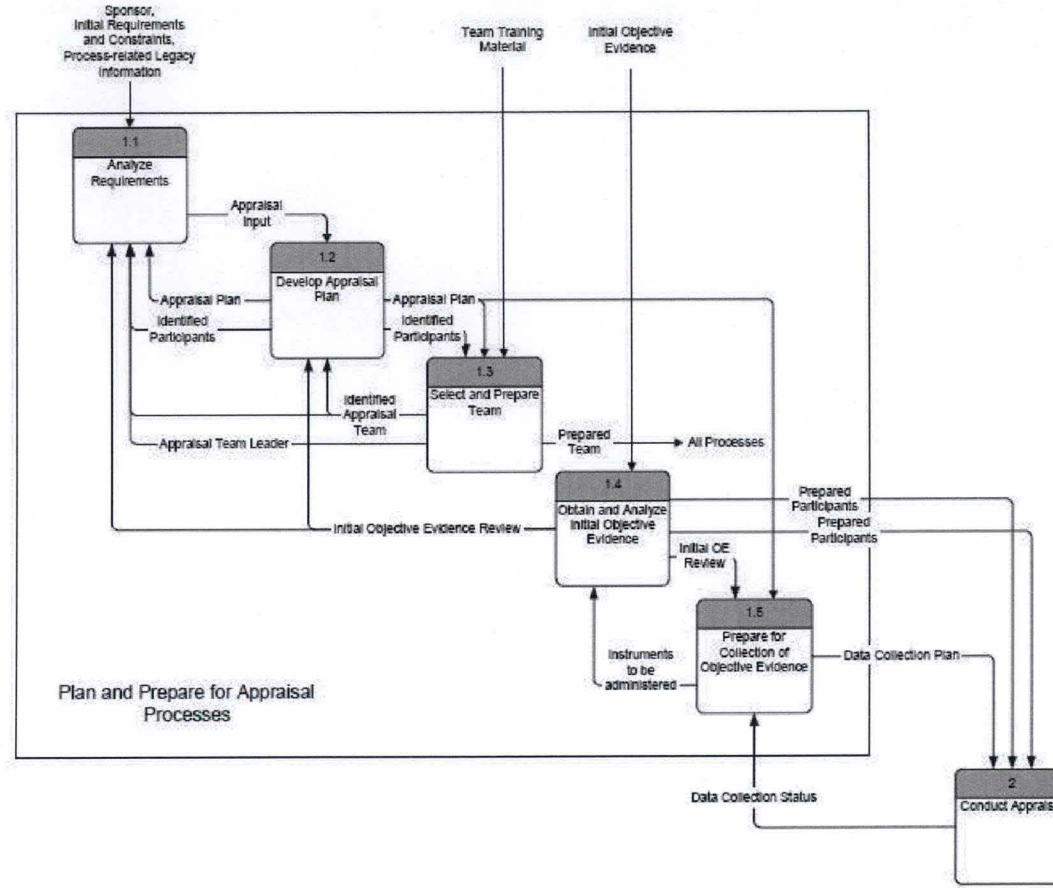 Sponsor,
Initial Requirements
and Constraints,
Process-related Legacy
Information
Team Training
Material
Initial Objective
Evidence
1.1
Analyze
Requirements
Appraisal
Input
1.2
Develop Appraisal
Plan
Appraisal Plan
Identified
Participants
Appraisal Plan
Identified
Participants
1.3
Select and Prepare
Team
Identified
Appraisal
Team
Appraisal Team Leader
Prepared
Team
All Processes
1.4
Obtain and Analyze
Initial Objective
Evidence
Initial Objective Evidence Review
Prepared
Participants
Prepared
Participants
Initial OE
Review
1.5
Prepare for
Collection of
Objective Evidence
Instruments
to be
administered
Data Collection Plan
Plan and Prepare for Appraisal
Processes
Data Collection Status
2
Conduct Apprais